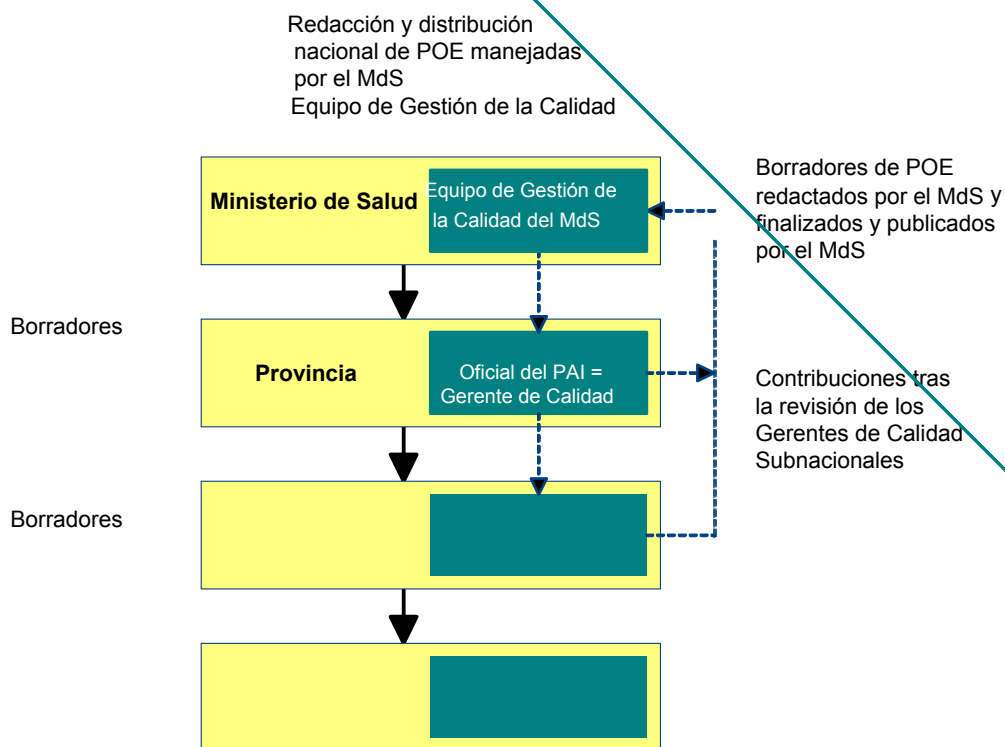 Redacción y distribución
nacional de POE manejadas
por el MdS
Equipo de Gestión de la Calidad
Ministerio de Salud
Equipo de Gestión de
la Calidad del MdS
Borradores de POE
redactados por el MdS y
finalizados y publicados
por el MdS
Borradores
Provincia
Oficial del PAI =
Gerente de Calidad
Contribuciones tras
la revisión de los
Gerentes de Calidad
Subnacionales
Borradores